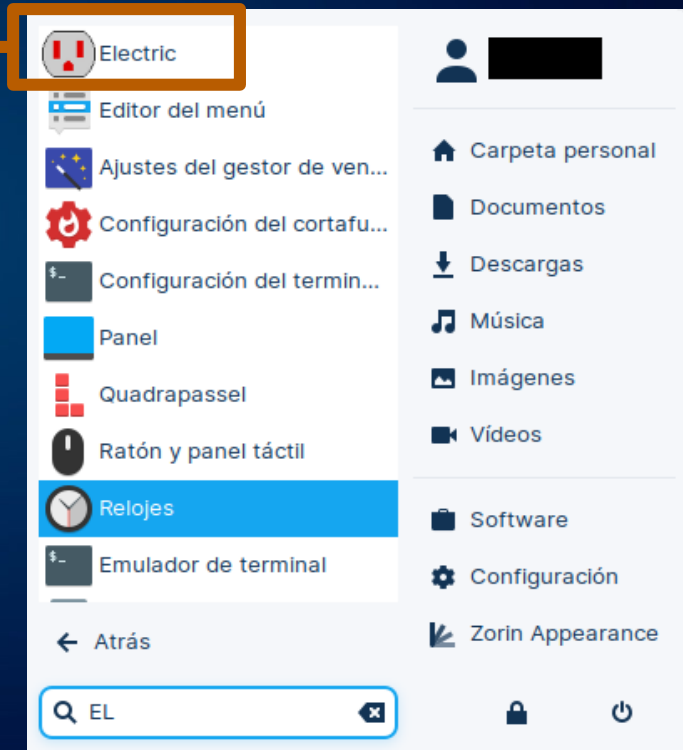 Electric
Editor del menú
Ajustes del gestor de ven...
Configuración del cortafu...
$_
Configuración del termin...
Panel
Quadrapassel
Ratón y panel táctil
Relojes
$_
Emulador de terminal
Atrás
EL
Carpeta personal
Documentos
Descargas
Música
Imágenes
Vídeos
Software
Configuración
Zorin Appearance